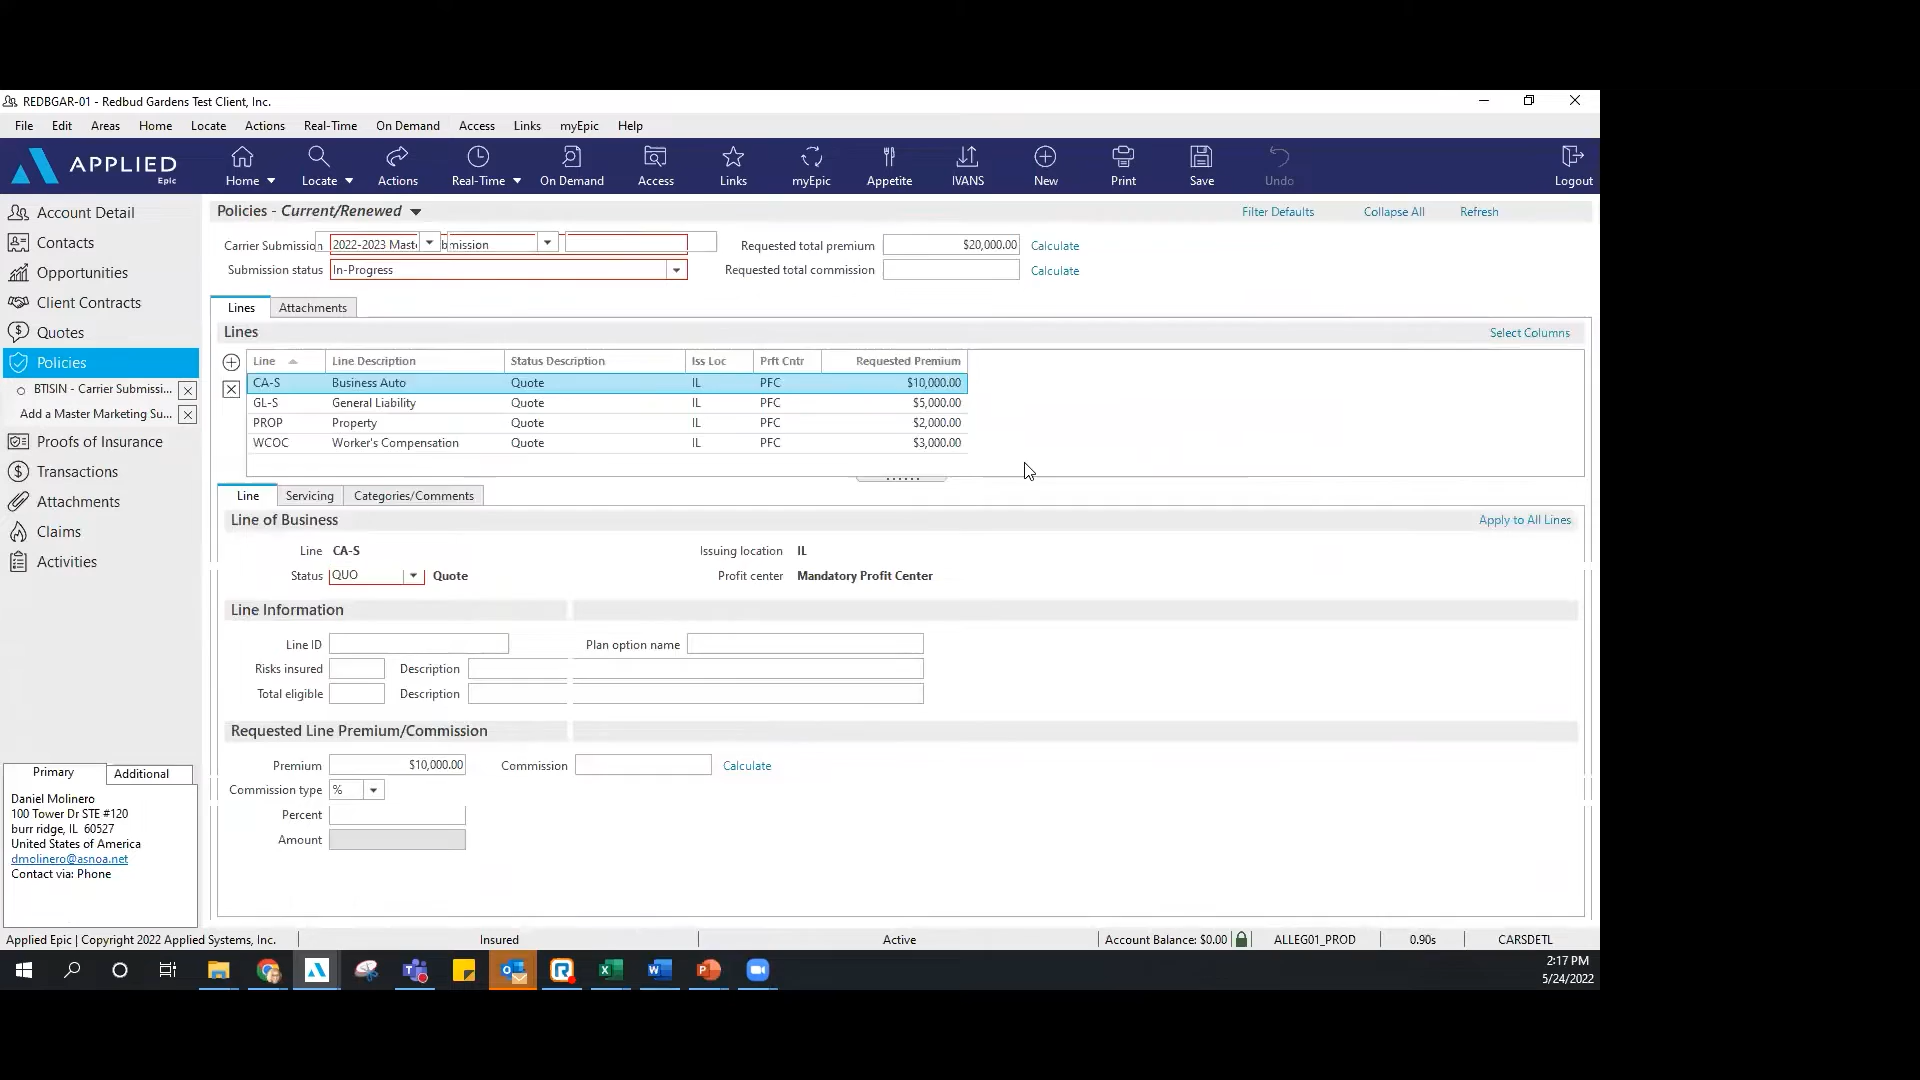 REDBGAR-01 - Redbud Gardens Test Client, Inc.
File Edit Areas Home Locate Actions Real-Time On Demand Access Links myEpic Help
APPLIED Epic
Home Locate Actions Real-Time On Demand Access Links myEpic Appetite IVANS New Print Save Undo Logout
Account Detail
Contacts
Opportunities
Client Contracts
Quotes
Policies
BTISIN - Carrier Submissi...
Add a Master Marketing Su...
Proofs of Insurance
Transactions
Attachments
Claims
Activities
Policies - Current/Renewed
Filter Defaults Collapse All Refresh
Carrier Submission 2022-2023 Mast bmission Requested total premium $20,000.00 Calculate
Submission status In-Progress Requested total commission Calculate
Lines Attachments
Lines Select Columns
Line Line Description Status Description Iss Loc Prft Cntr Requested Premium
CA-S Business Auto Quote IL PFC $10,000.00
GL-S General Liability Quote IL PFC $5,000.00
PROP Property Quote IL PFC $2,000.00
WCOC Worker's Compensation Quote IL PFC $3,000.00
Line Servicing Categories/Comments
Line of Business Apply to All Lines
Line CA-S Issuing location IL
Status QUO Quote Profit center Mandatory Profit Center
Line Information
Line ID Plan option name
Risks insured Description
Total eligible Description
Requested Line Premium/Commission
Premium $10,000.00 Commission Calculate
Commission type %
Percent
Amount
Primary Additional
Daniel Molinero
100 Tower Dr STE #120
burr ridge, IL 60527
United States of America
dmolinero@asnoa.net
Contact via: Phone
Applied Epic | Copyright 2022 Applied Systems, Inc. Insured Active Account Balance: $0.00 ALLEG01_PROD 0.90s CARSDETL
2:17 PM
5/24/2022